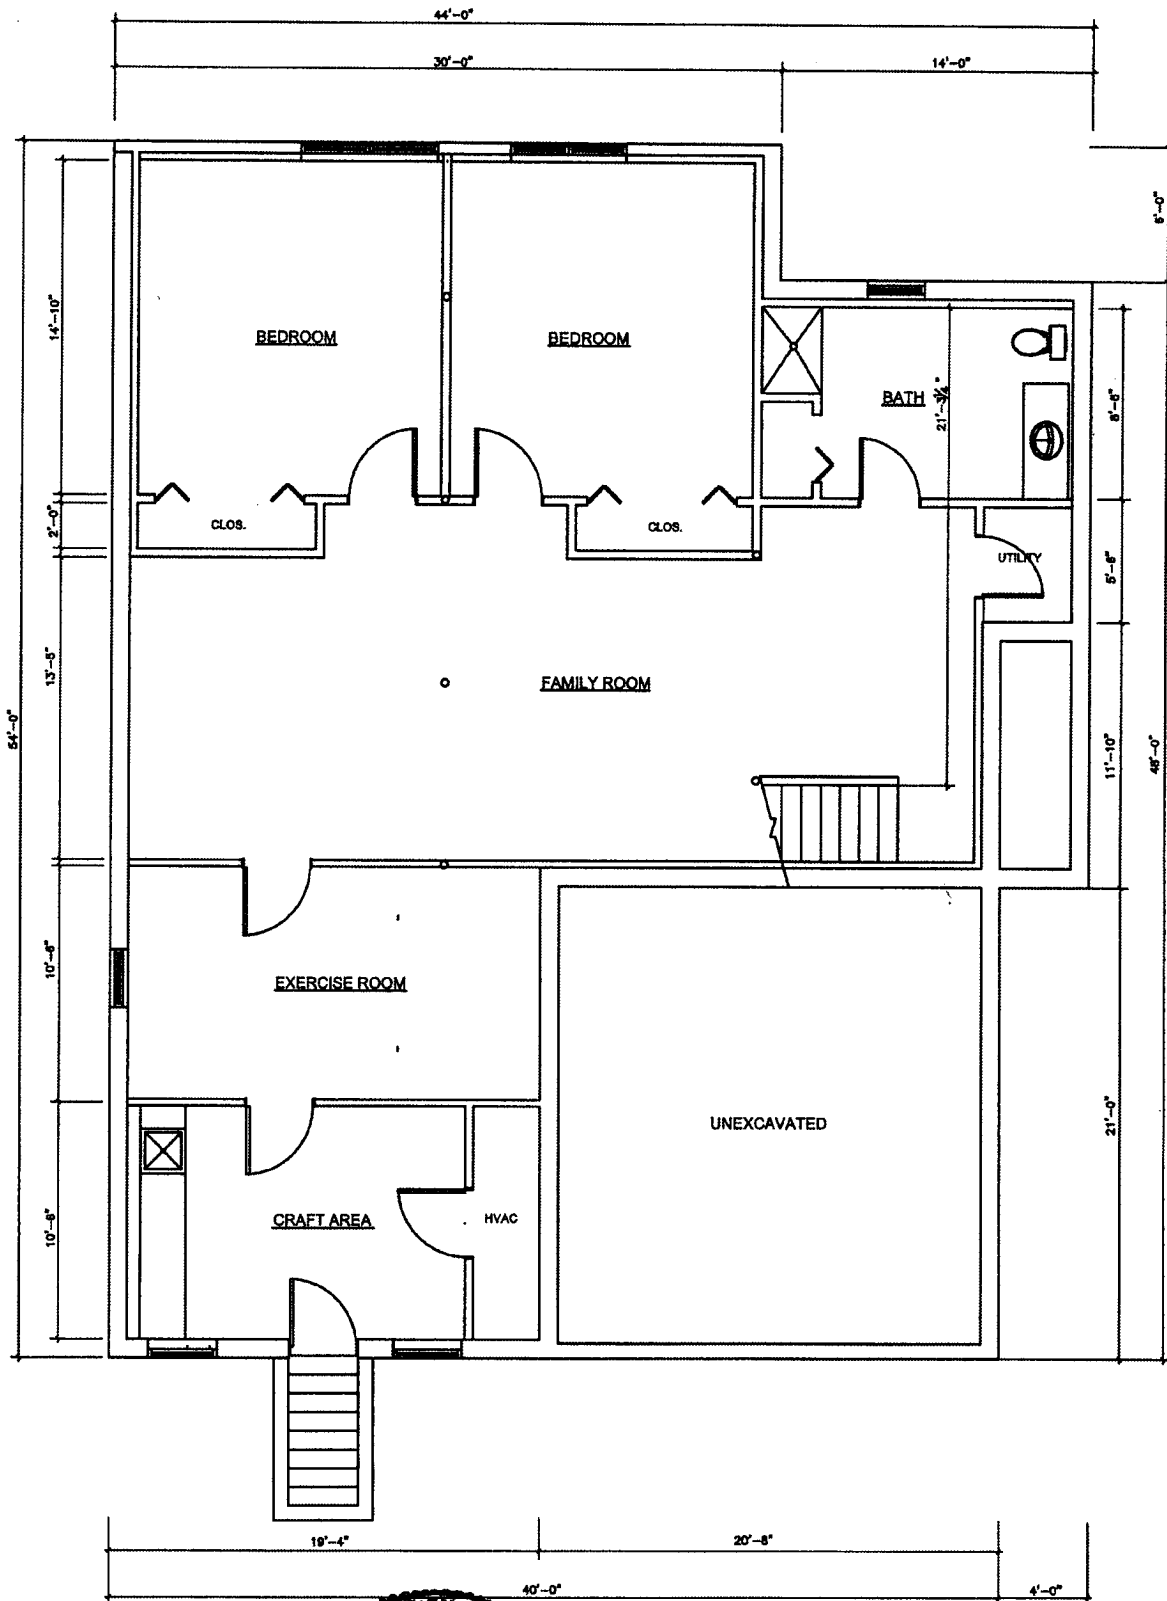 44'-0"
30'-0"
14'-0"
6'-0"
14'-10"
BEDROOM
BEDROOM
BATH
21'-3/4"
8'-6"
2'-0"
CLOS.
CLOS.
UTILITY
5'-6"
13'-5"
FAMILY ROOM
54'-0"
11'-10"
48'-0"
10'-6"
EXERCISE ROOM
UNEXCAVATED
21'-0"
10'-6"
CRAFT AREA
HVAC
19'-4"
20'-8"
40'-0"
4'-0"